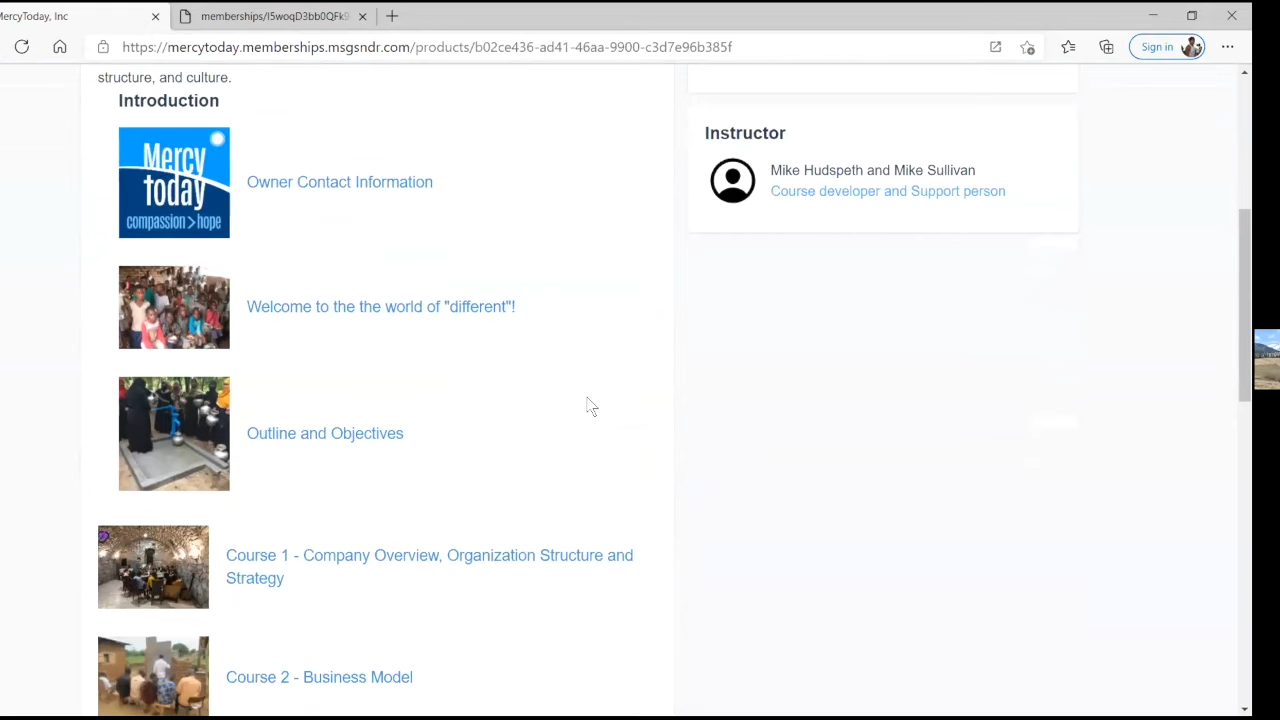 MercyToday, Inc
memberships/I5woqD3bb0QFk9
https://mercytoday.memberships.msgsndr.com/products/b02ce436-ad41-46aa-9900-c3d7e96b385f
Sign in
structure, and culture.
Introduction
Mercy
today
compassion>hope
Owner Contact Information
Welcome to the the world of "different"!
Outline and Objectives
Course 1 - Company Overview, Organization Structure and
Strategy
Course 2 - Business Model
Instructor
Mike Hudspeth and Mike Sullivan
Course developer and Support person